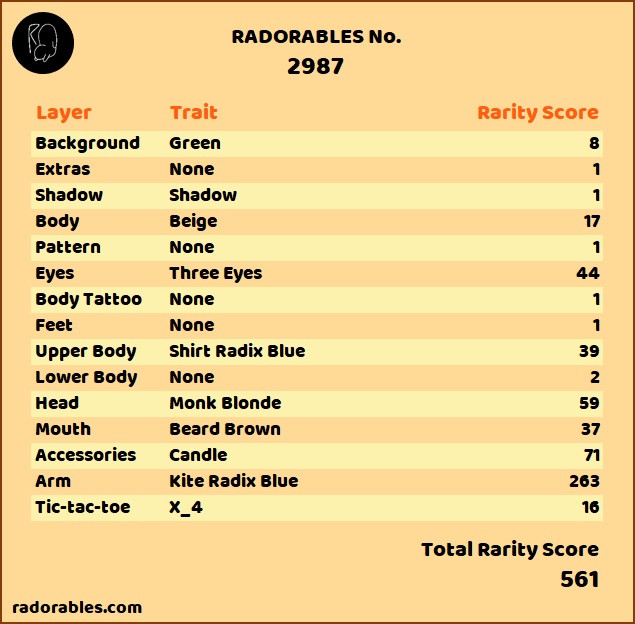 RADORABLES No.
2987
Layer Trait Rarity Score
Background Green 8
Extras None 1
Shadow Shadow 1
Body Beige 17
Pattern None 1
Eyes Three Eyes 44
Body Tattoo None 1
Feet None 1
Upper Body Shirt Radix Blue 39
Lower Body None 2
Head Monk Blonde 59
Mouth Beard Brown 37
Accessories Candle 71
Arm Kite Radix Blue 263
Tic-tac-toe X_4 16
Total Rarity Score
561
radorables.com